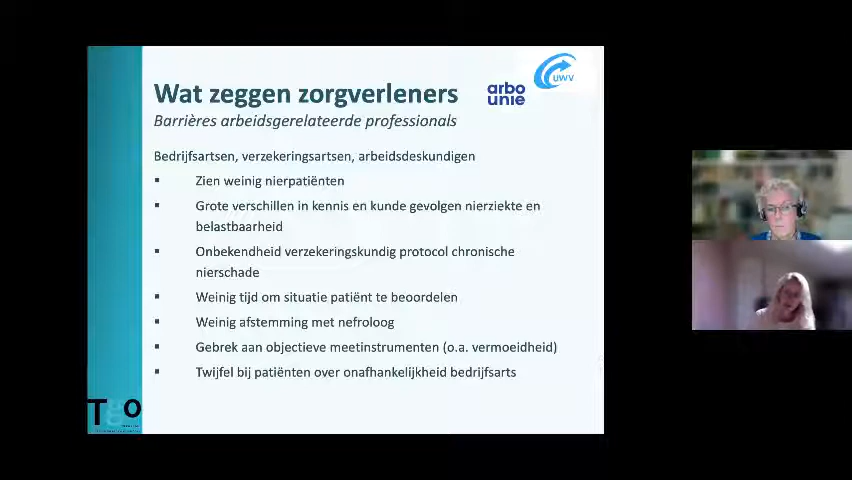 Wat zeggen zorgverleners
Barrières arbeidsgerelateerde professionals
arbo
unie
UWV
Bedrijfsartsen, verzekeringsartsen, arbeidsdeskundigen
▪ Zien weinig nierpatiënten
▪ Grote verschillen in kennis en kunde gevolgen nierziekte en
belastbaarheid
▪ Onbekendheid verzekeringskundig protocol chronische
nierschade
▪ Weinig tijd om situatie patiënt te beoordelen
▪ Weinig afstemming met nefroloog
▪ Gebrek aan objectieve meetinstrumenten (o.a. vermoeidheid)
▪ Twijfel bij patiënten over onafhankelijkheid bedrijfsarts
Tgo